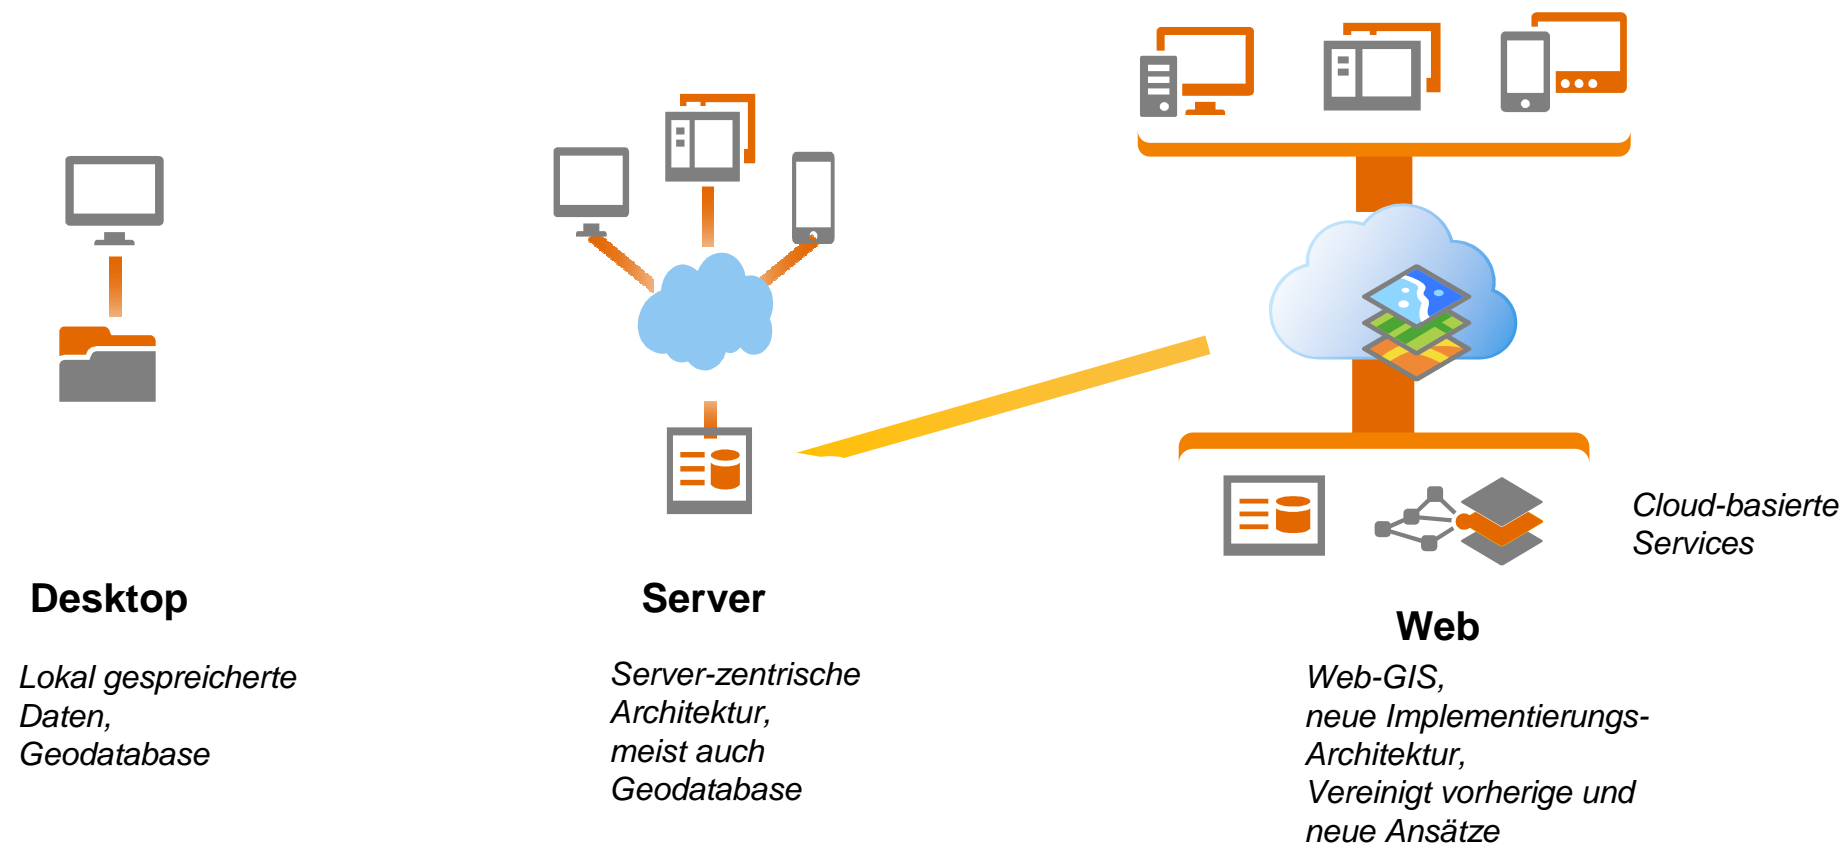 Desktop
Lokal gespreicherte
Daten,
Geodatabase
Server
Server-zentrische
Architektur,
meist auch
Geodatabase
Cloud-basierte
Services
Web
Web-GIS,
neue Implementierungs-
Architektur,
Vereinigt vorherige und
neue Ansätze